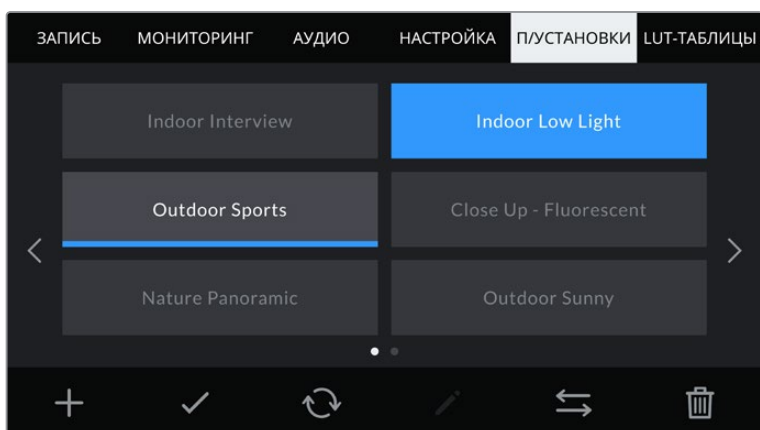 ЗАПИСЬ МОНИТОРИНГ АУДИО НАСТРОЙКА П/УСТАНОВКИ LUT-ТАБЛИЦЫ
Indoor Interview Indoor Low Light
Outdoor Sports Close Up - Fluorescent
Nature Panoramic Outdoor Sunny